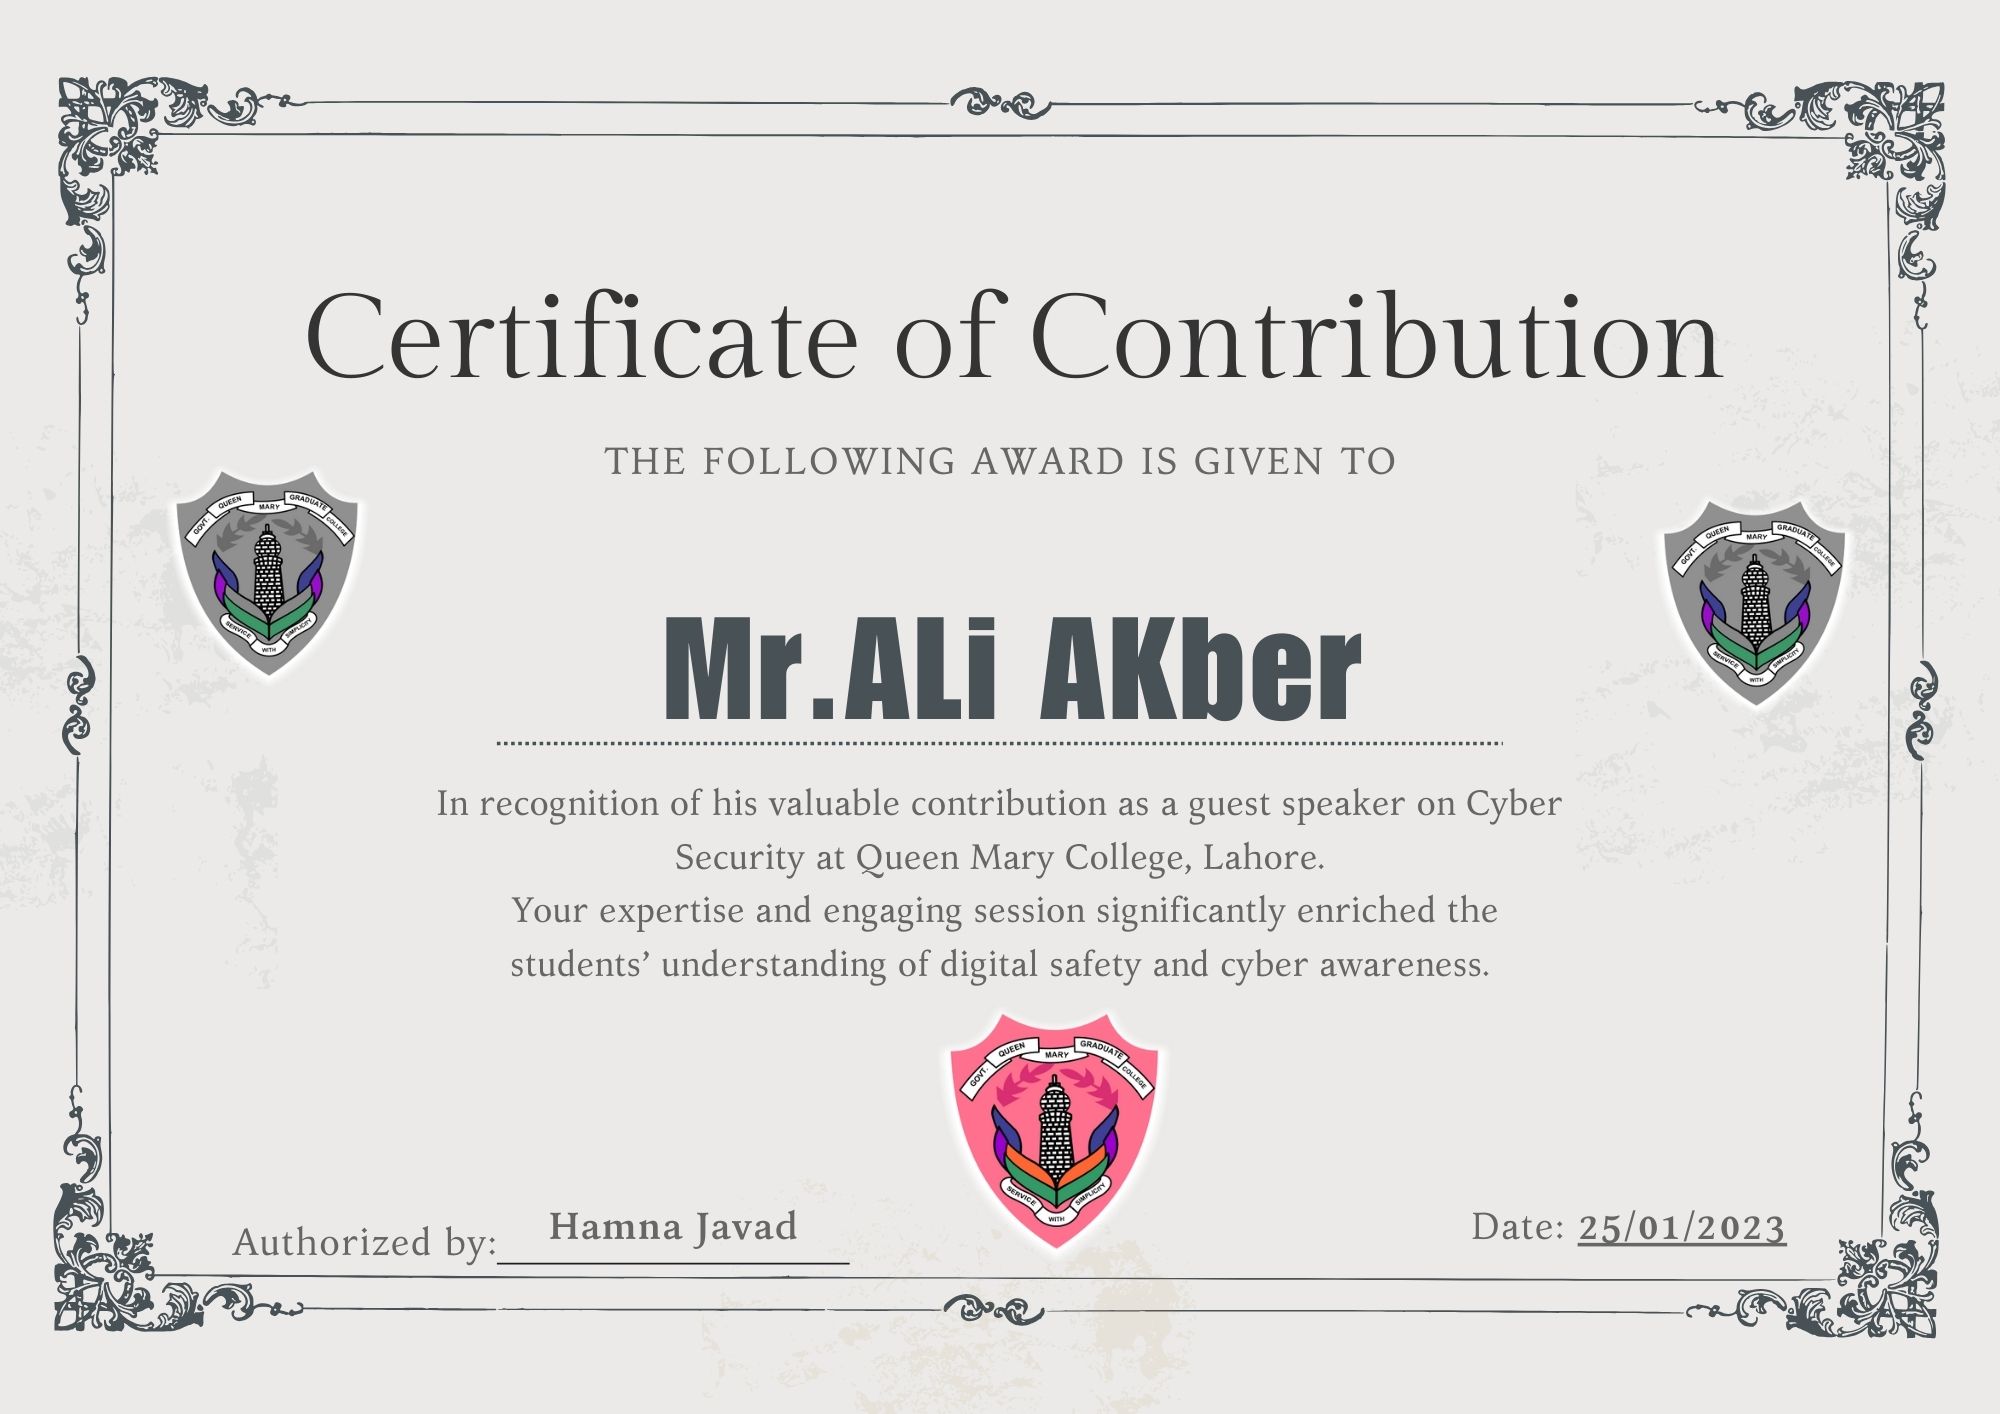 Certificate of Contribution
THE FOLLOWING AWARD IS GIVEN TO
GOVT. QUEEN MARY GRADUATE COLLEGE
SERVICE WITH SIMPLICITY
GOVT. QUEEN MARY GRADUATE COLLEGE
SERVICE WITH SIMPLICITY
Mr.ALi AKber
In recognition of his valuable contribution as a guest speaker on Cyber
Security at Queen Mary College, Lahore.
Your expertise and engaging session significantly enriched the
students’ understanding of digital safety and cyber awareness.
GOVT. QUEEN MARY GRADUATE COLLEGE
SERVICE WITH SIMPLICITY
Authorized by: Hamna Javad
Date: 25/01/2023